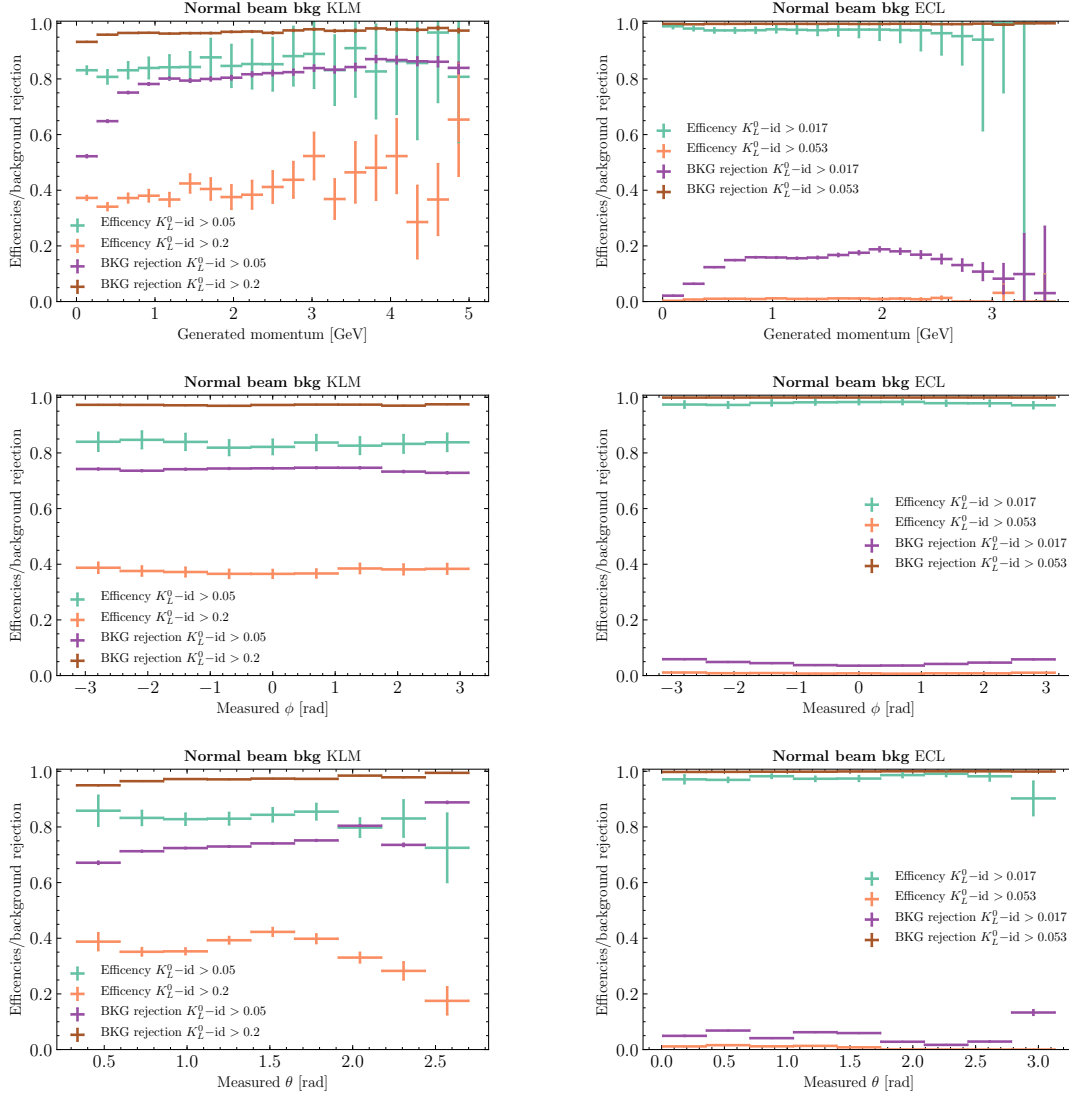 Normal beam bkg KLM
Efficencies/background rejection
1.0
0.8
0.6
0.4
0.2
0.0
Efficency K_L^0−id > 0.05
Efficency K_L^0−id > 0.2
BKG rejection K_L^0−id > 0.05
BKG rejection K_L^0−id > 0.2
0 1 2 3 4 5
Generated momentum [GeV]
Normal beam bkg ECL
Efficencies/background rejection
1.0
0.8
0.6
0.4
0.2
0.0
Efficency K_L^0−id > 0.017
Efficency K_L^0−id > 0.053
BKG rejection K_L^0−id > 0.017
BKG rejection K_L^0−id > 0.053
0 1 2 3
Generated momentum [GeV]
Normal beam bkg KLM
Efficencies/background rejection
1.0
0.8
0.6
0.4
0.2
0.0
Efficency K_L^0−id > 0.05
Efficency K_L^0−id > 0.2
BKG rejection K_L^0−id > 0.05
BKG rejection K_L^0−id > 0.2
−3 −2 −1 0 1 2 3
Measured ϕ [rad]
Normal beam bkg ECL
Efficencies/background rejection
1.0
0.8
0.6
0.4
0.2
0.0
Efficency K_L^0−id > 0.017
Efficency K_L^0−id > 0.053
BKG rejection K_L^0−id > 0.017
BKG rejection K_L^0−id > 0.053
−3 −2 −1 0 1 2 3
Measured ϕ [rad]
Normal beam bkg KLM
Efficencies/background rejection
1.0
0.8
0.6
0.4
0.2
0.0
Efficency K_L^0−id > 0.05
Efficency K_L^0−id > 0.2
BKG rejection K_L^0−id > 0.05
BKG rejection K_L^0−id > 0.2
0.5 1.0 1.5 2.0 2.5
Measured θ [rad]
Normal beam bkg ECL
Efficencies/background rejection
1.0
0.8
0.6
0.4
0.2
0.0
Efficency K_L^0−id > 0.017
Efficency K_L^0−id > 0.053
BKG rejection K_L^0−id > 0.017
BKG rejection K_L^0−id > 0.053
0.0 0.5 1.0 1.5 2.0 2.5 3.0
Measured θ [rad]